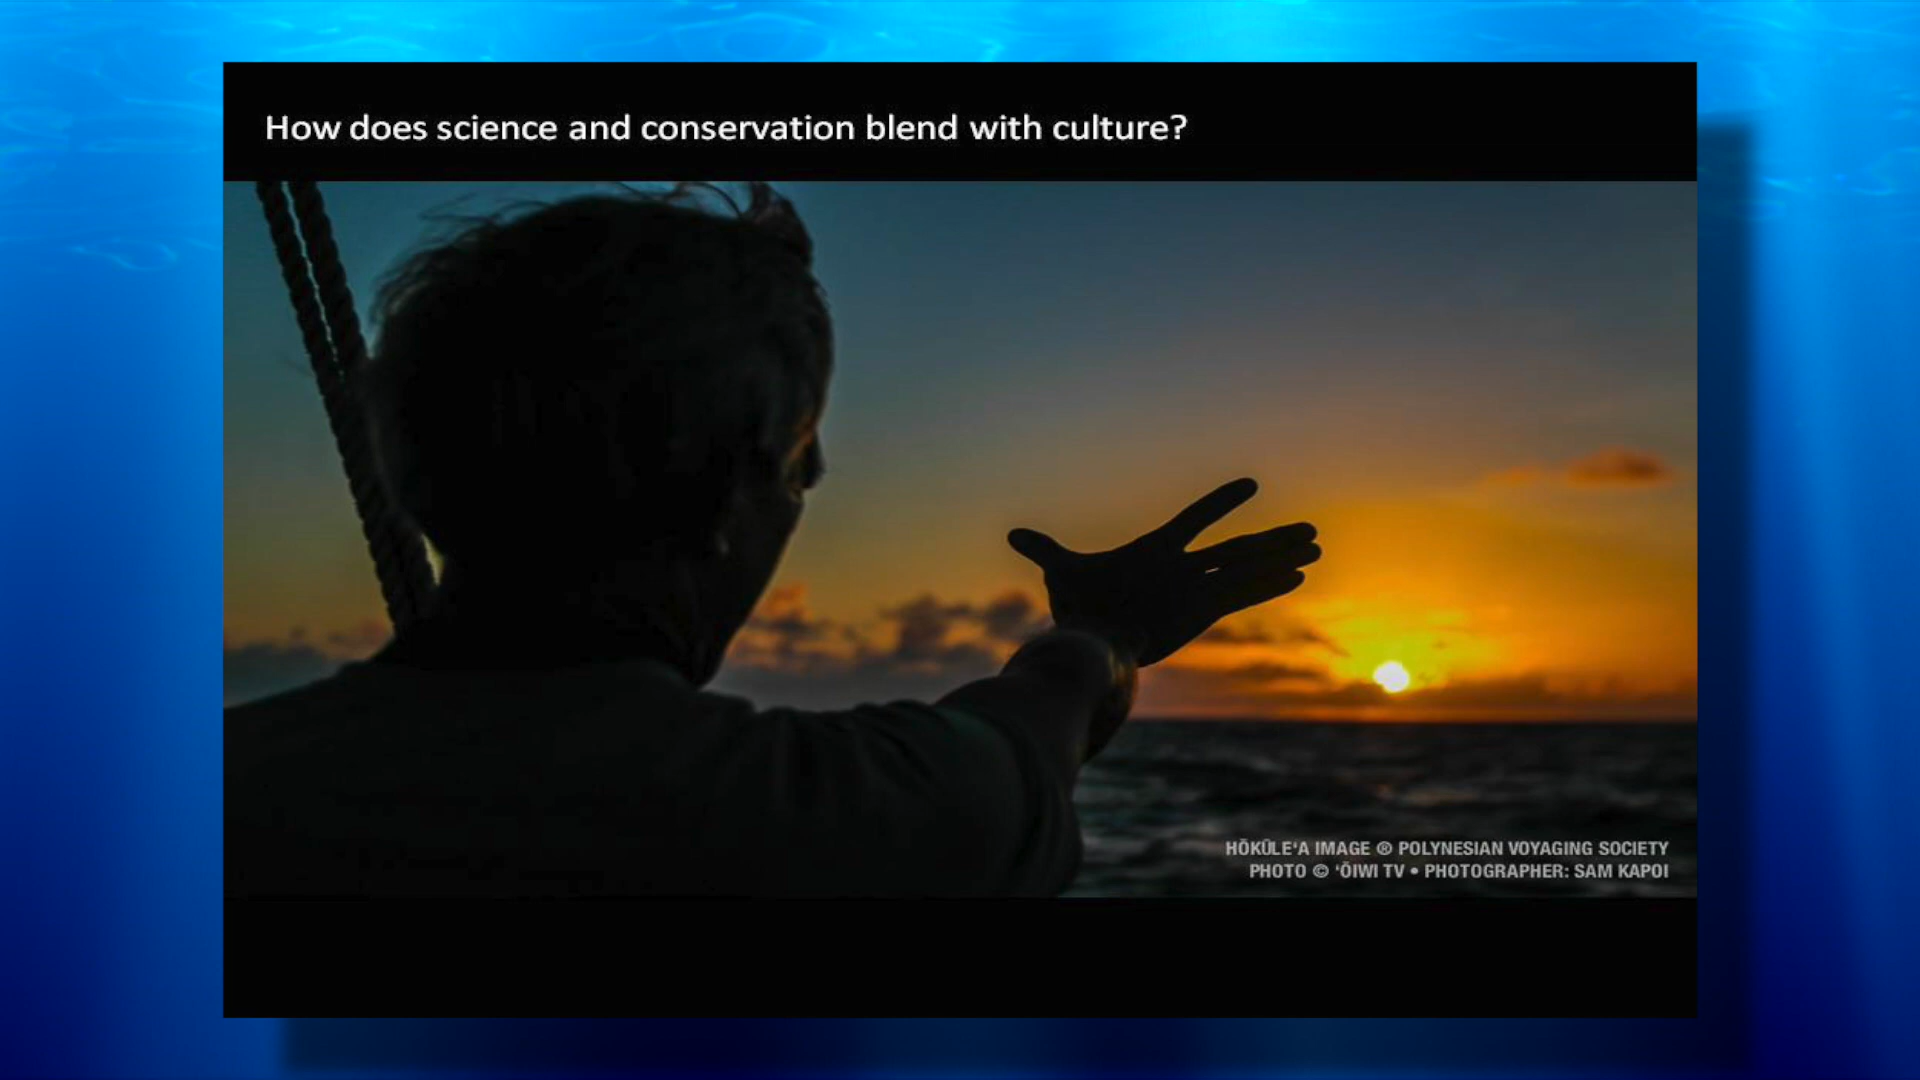 How does science and conservation blend with culture?
HŌKŪLEʻA IMAGE ® POLYNESIAN VOYAGING SOCIETY
PHOTO © ʻŌIWI TV • PHOTOGRAPHER: SAM KAPOI